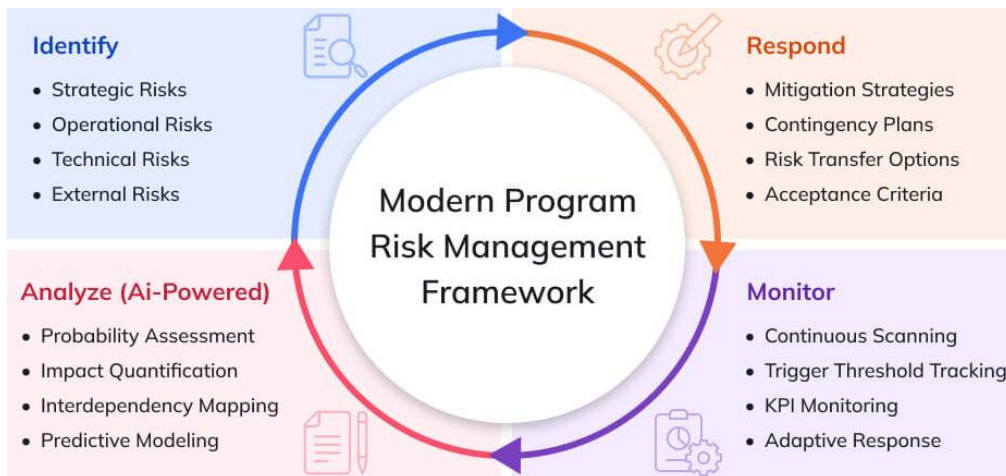 Identify
• Strategic Risks
• Operational Risks
• Technical Risks
• External Risks
Respond
• Mitigation Strategies
• Contingency Plans
• Risk Transfer Options
• Acceptance Criteria
Modern Program
Risk Management
Framework
Analyze (Ai-Powered)
• Probability Assessment
• Impact Quantification
• Interdependency Mapping
• Predictive Modeling
Monitor
• Continuous Scanning
• Trigger Threshold Tracking
• KPI Monitoring
• Adaptive Response